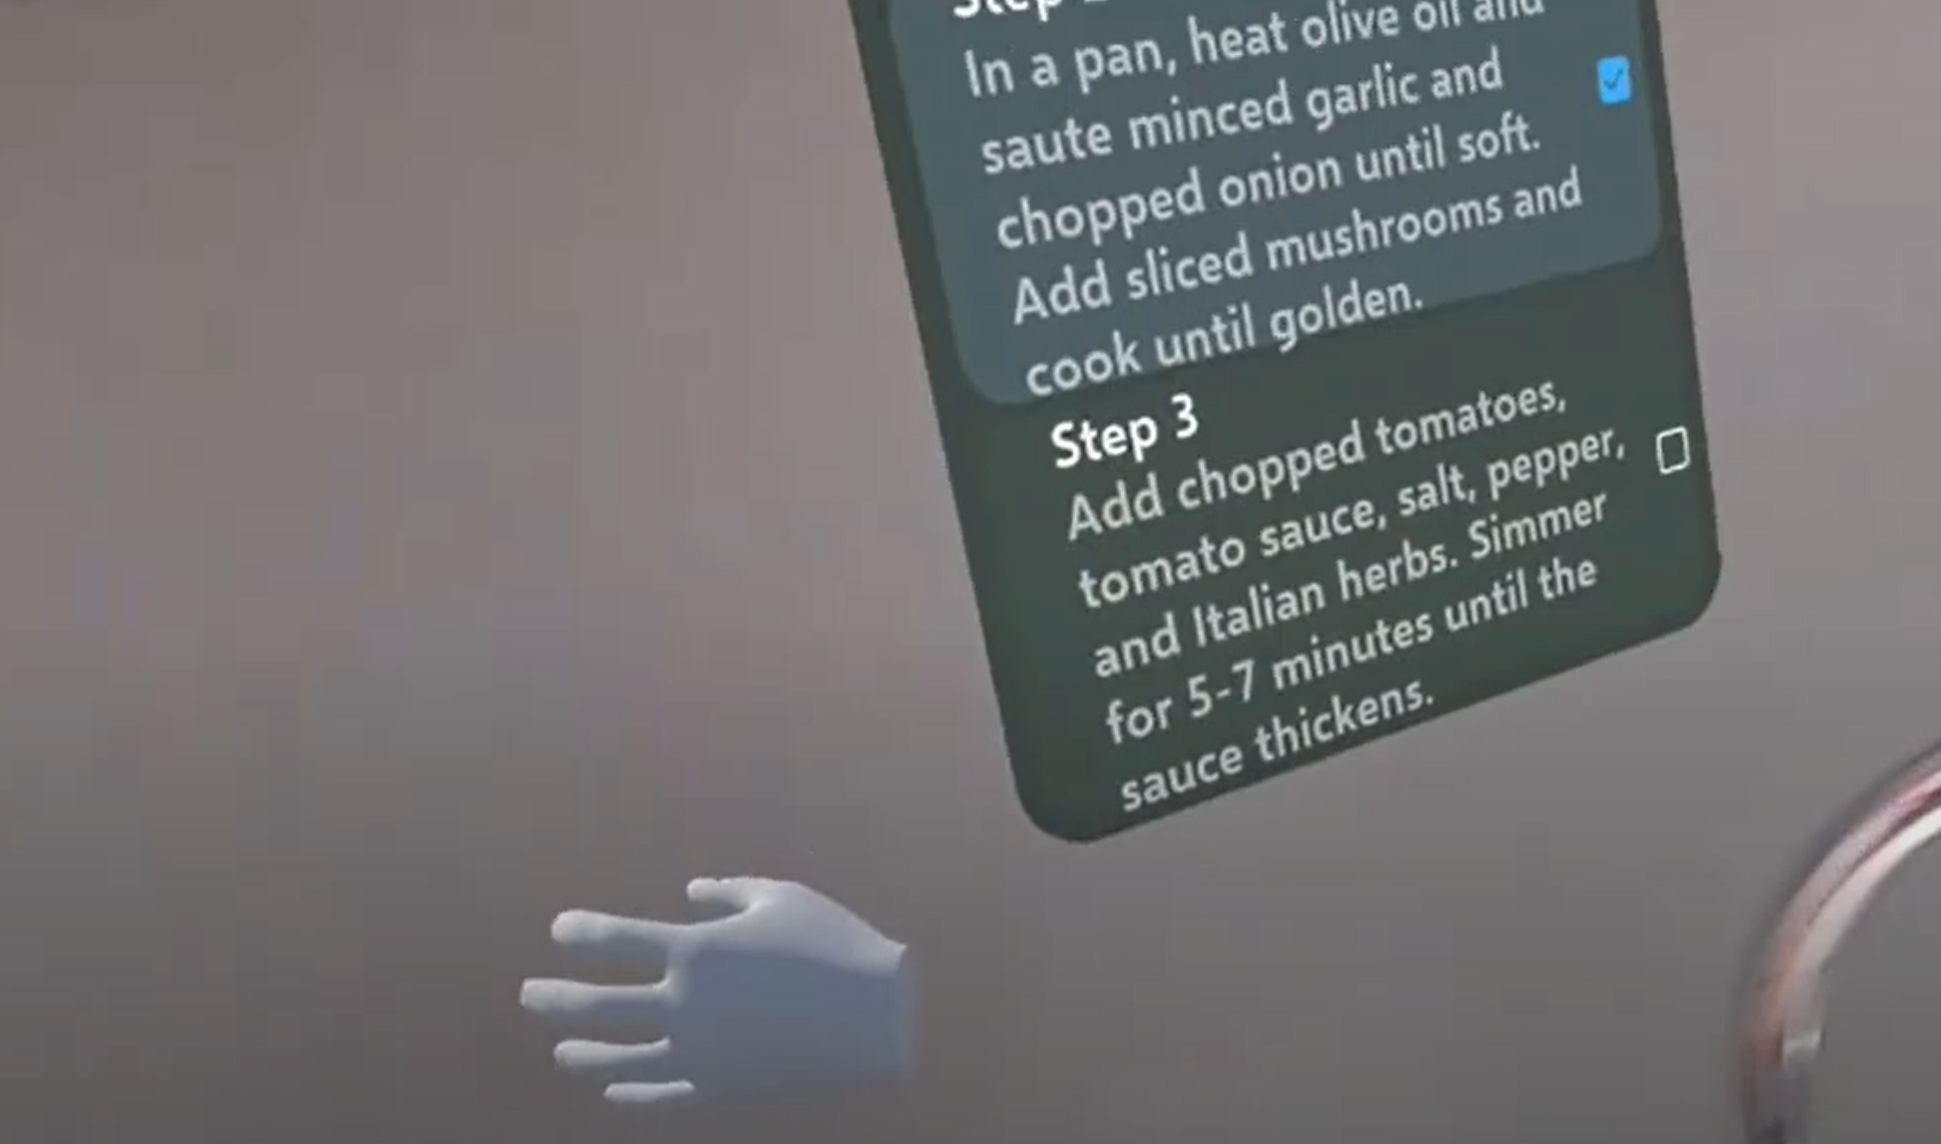 Step
In a pan, heat olive oil and
saute minced garlic and
chopped onion until soft.
Add sliced mushrooms and
cook until golden.
Step 3
Add chopped tomatoes,
tomato sauce, salt, pepper,
and Italian herbs. Simmer
for 5-7 minutes until the
sauce thickens.